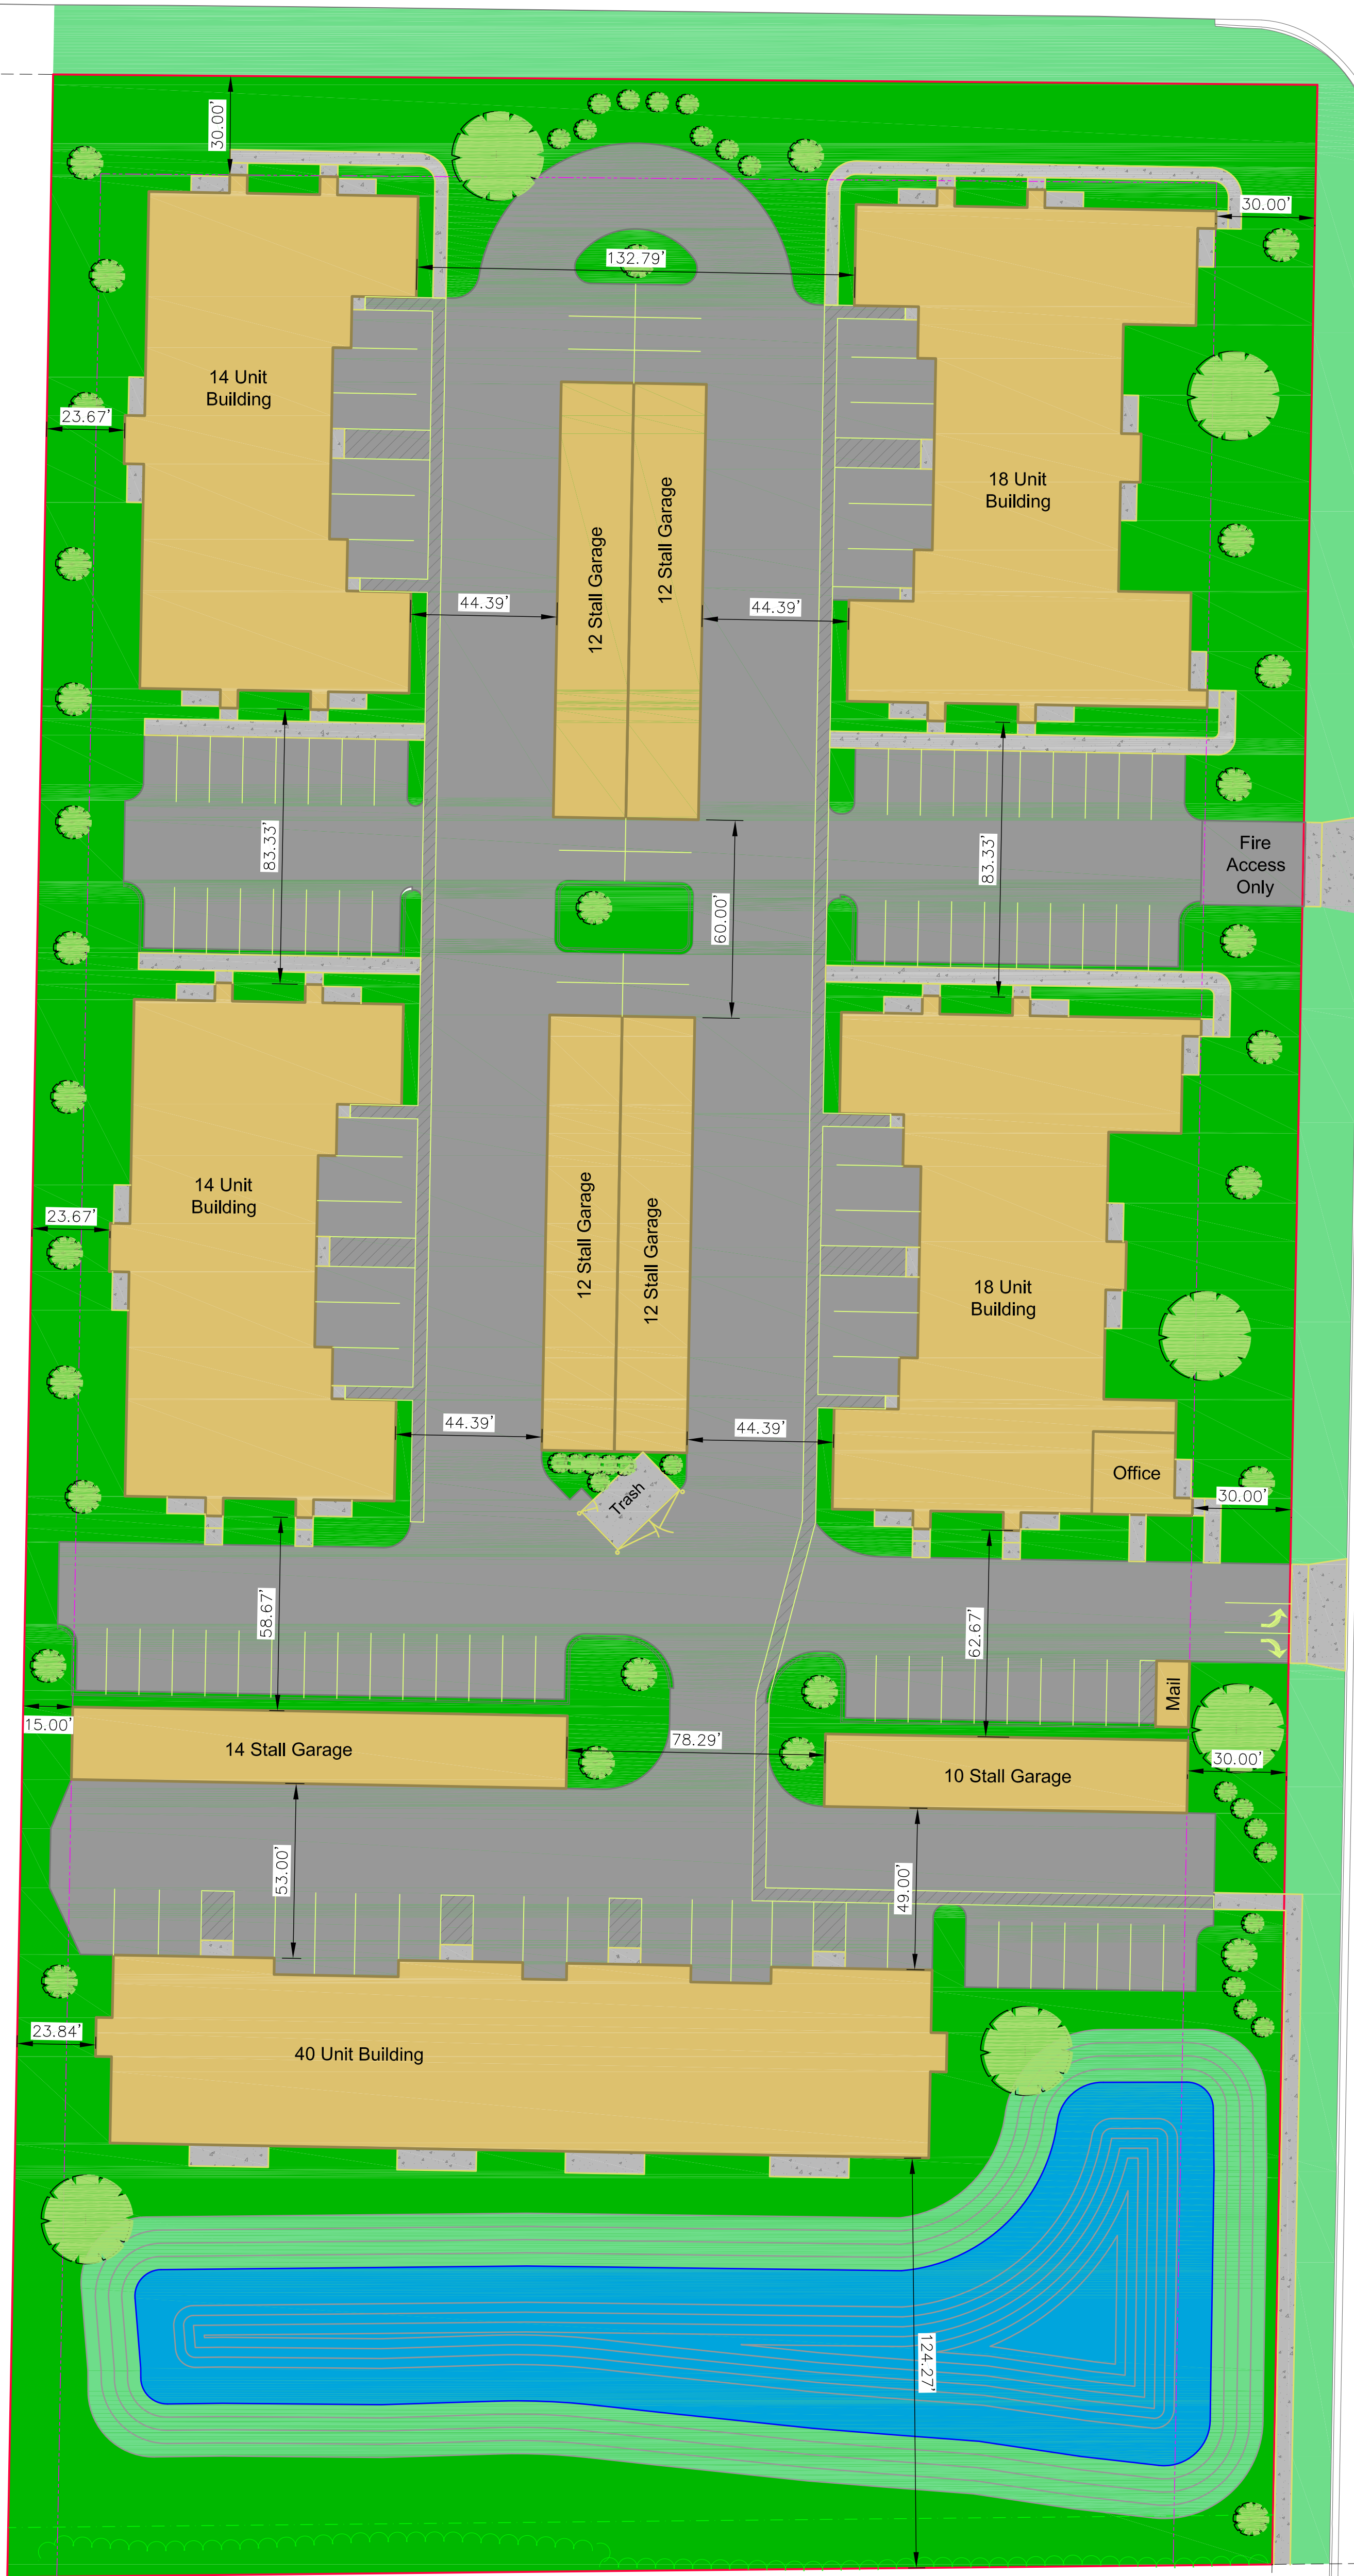 30.00'
30.00'
132.79'
14 Unit
Building
23.67'
18 Unit
Building
12 Stall Garage
12 Stall Garage
44.39'
44.39'
83.33'
83.33'
Fire
Access
Only
60.00'
14 Unit
Building
23.67'
12 Stall Garage
12 Stall Garage
18 Unit
Building
44.39'
44.39'
Office
Trash
30.00'
58.67'
62.67'
Mail
15.00'
14 Stall Garage
78.29'
10 Stall Garage
30.00'
53.00'
49.00'
23.84'
40 Unit Building
124.27'